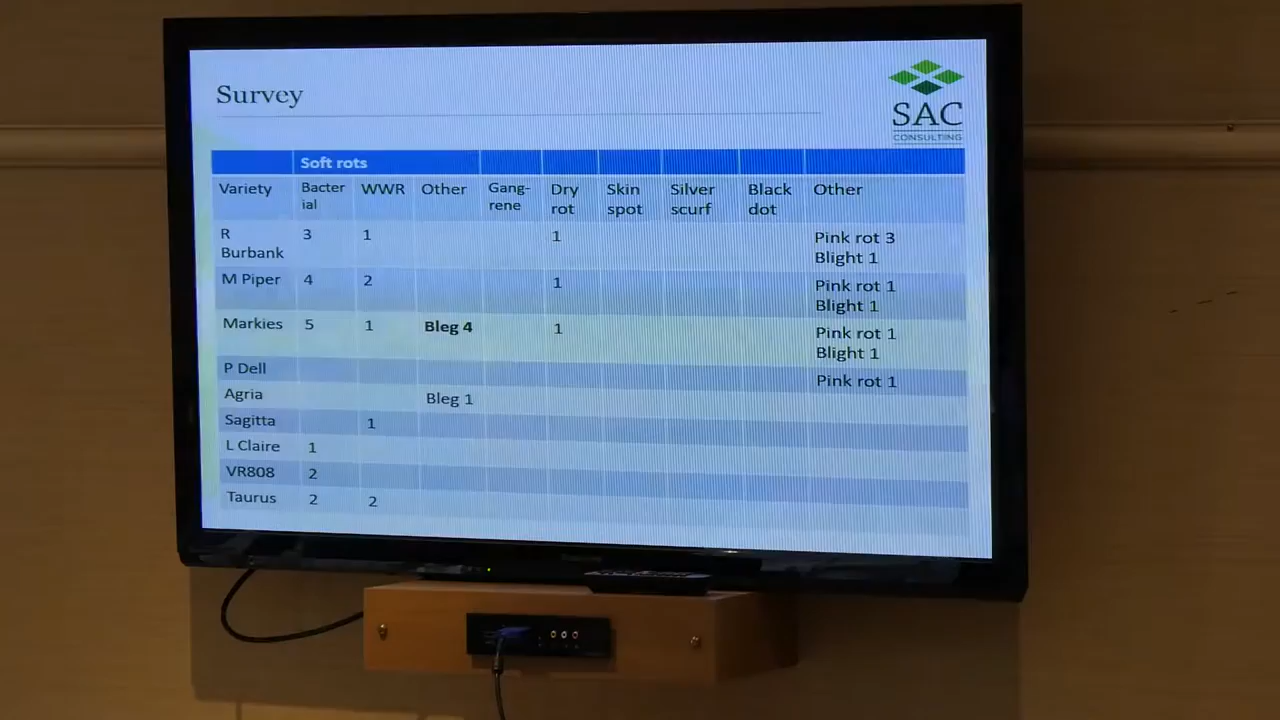 Survey
SAC
CONSULTING
Soft rots
Variety Bacter ial WWR Other Gang- rene Dry rot Skin spot Silver scurf Black dot Other
R Burbank 3 1 1 Pink rot 3 Blight 1
M Piper 4 2 1 Pink rot 1 Blight 1
Markies 5 1 Bleg 4 1 Pink rot 1 Blight 1
P Dell Pink rot 1
Agria Bleg 1
Sagitta 1
L Claire 1
VR808 2
Taurus 2 2